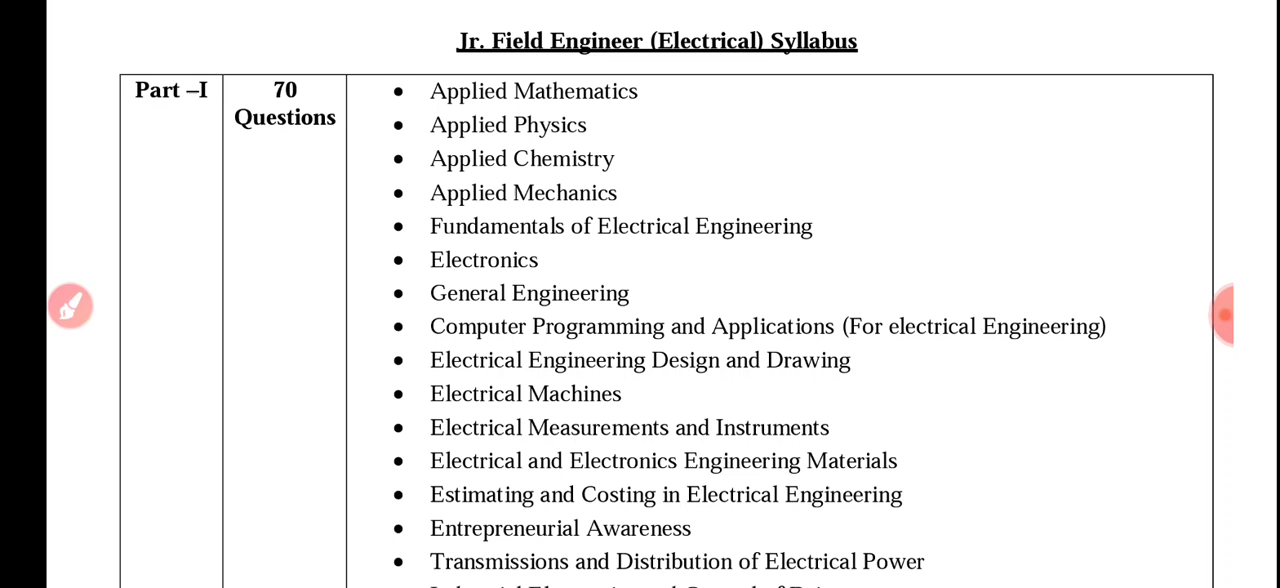 Jr. Field Engineer (Electrical) Syllabus
Part –I
70
Questions
• Applied Mathematics
• Applied Physics
• Applied Chemistry
• Applied Mechanics
• Fundamentals of Electrical Engineering
• Electronics
• General Engineering
• Computer Programming and Applications (For electrical Engineering)
• Electrical Engineering Design and Drawing
• Electrical Machines
• Electrical Measurements and Instruments
• Electrical and Electronics Engineering Materials
• Estimating and Costing in Electrical Engineering
• Entrepreneurial Awareness
• Transmissions and Distribution of Electrical Power